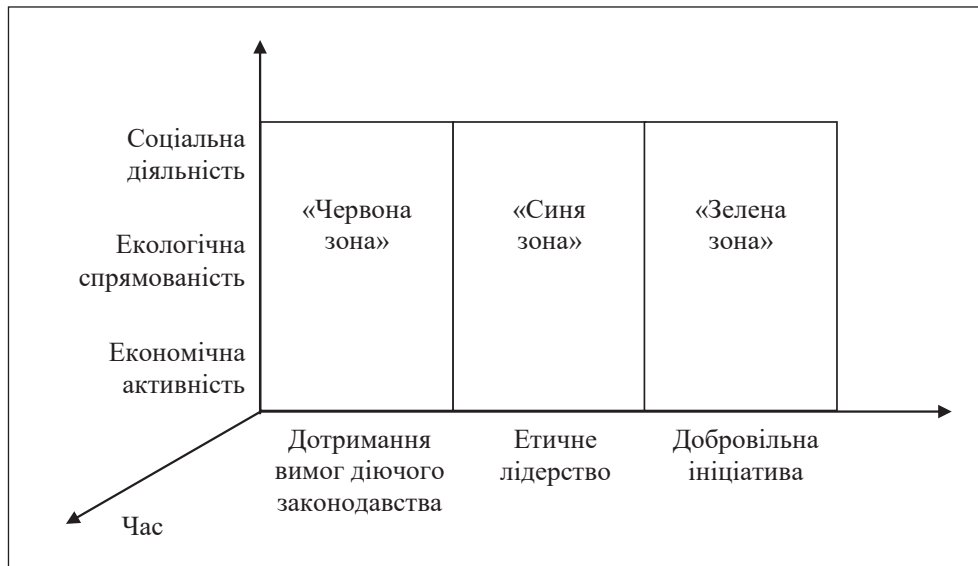 Соціальна
діяльність
Екологічна
спрямованість
Економічна
активність
«Червона
зона»
«Синя
зона»
«Зелена
зона»
Дотримання
вимог діючого
законодавства
Етичне
лідерство
Добровільна
ініціатива
Час